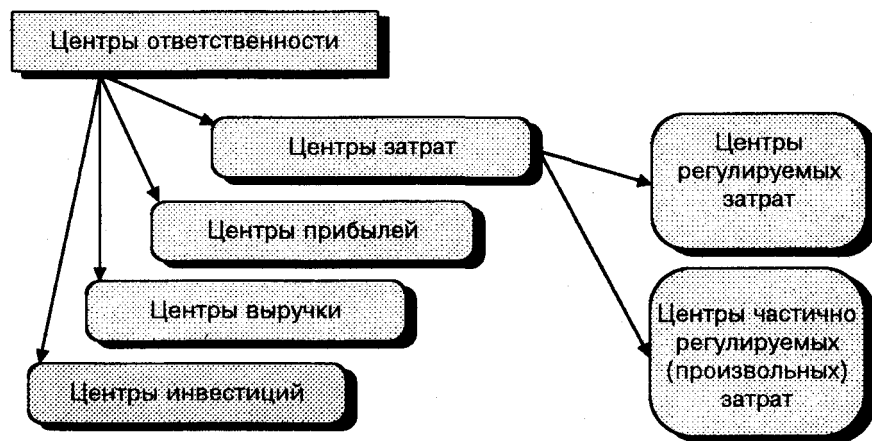 Центры ответственности
Центры затрат
Центры прибылей
Центры выручки
Центры инвестиций
Центры
регулируемых
затрат
Центры частично
регулируемых
(произвольных)
затрат